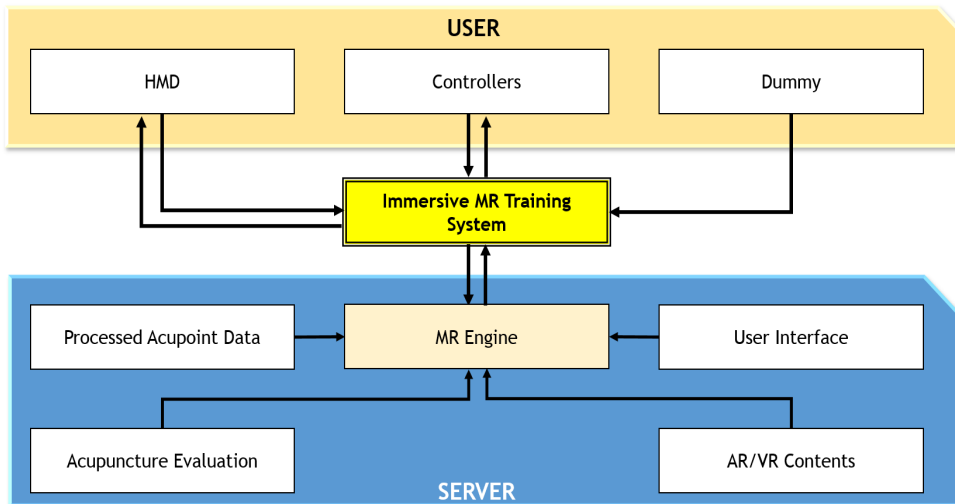 USER
HMD
Controllers
Dummy
Immersive MR Training
System
Processed Acupoint Data
MR Engine
User Interface
Acupuncture Evaluation
AR/VR Contents
SERVER